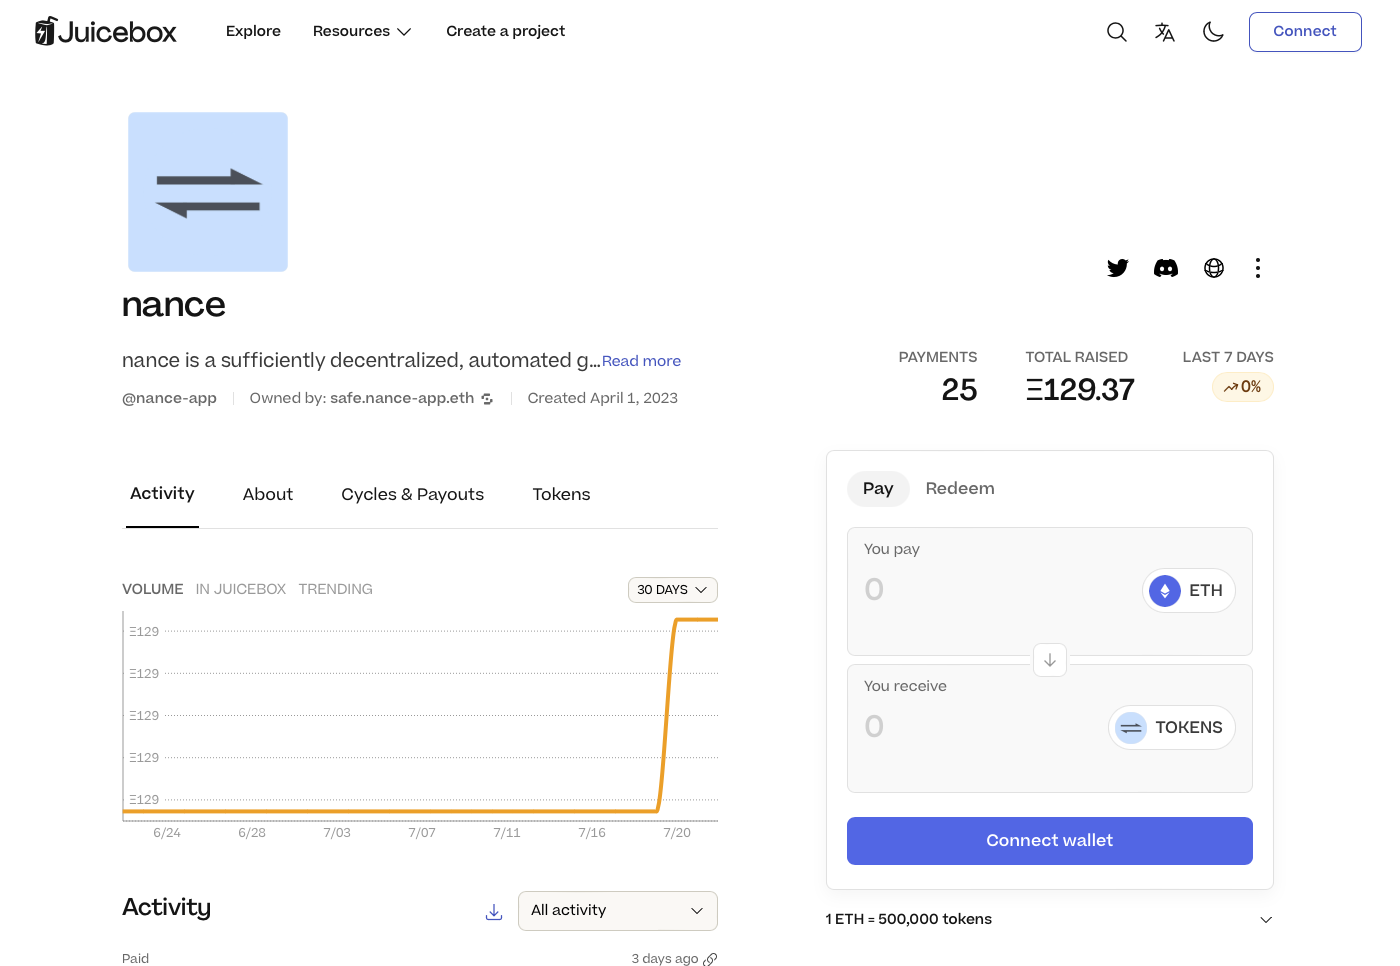 Juicebox
Explore
Resources
Create a project
Connect
nance
nance is a sufficiently decentralized, automated g...Read more
@nance-app
Owned by: safe.nance-app.eth
Created April 1, 2023
PAYMENTS
25
TOTAL RAISED
Ξ129.37
LAST 7 DAYS
0%
Activity
About
Cycles & Payouts
Tokens
VOLUME
IN JUICEBOX
TRENDING
30 DAYS
Ξ129
Ξ129
Ξ129
Ξ129
Ξ129
6/24
6/28
7/03
7/07
7/11
7/16
7/20
Activity
All activity
Paid
3 days ago
Pay
Redeem
You pay
0
ETH
You receive
0
TOKENS
Connect wallet
1 ETH = 500,000 tokens